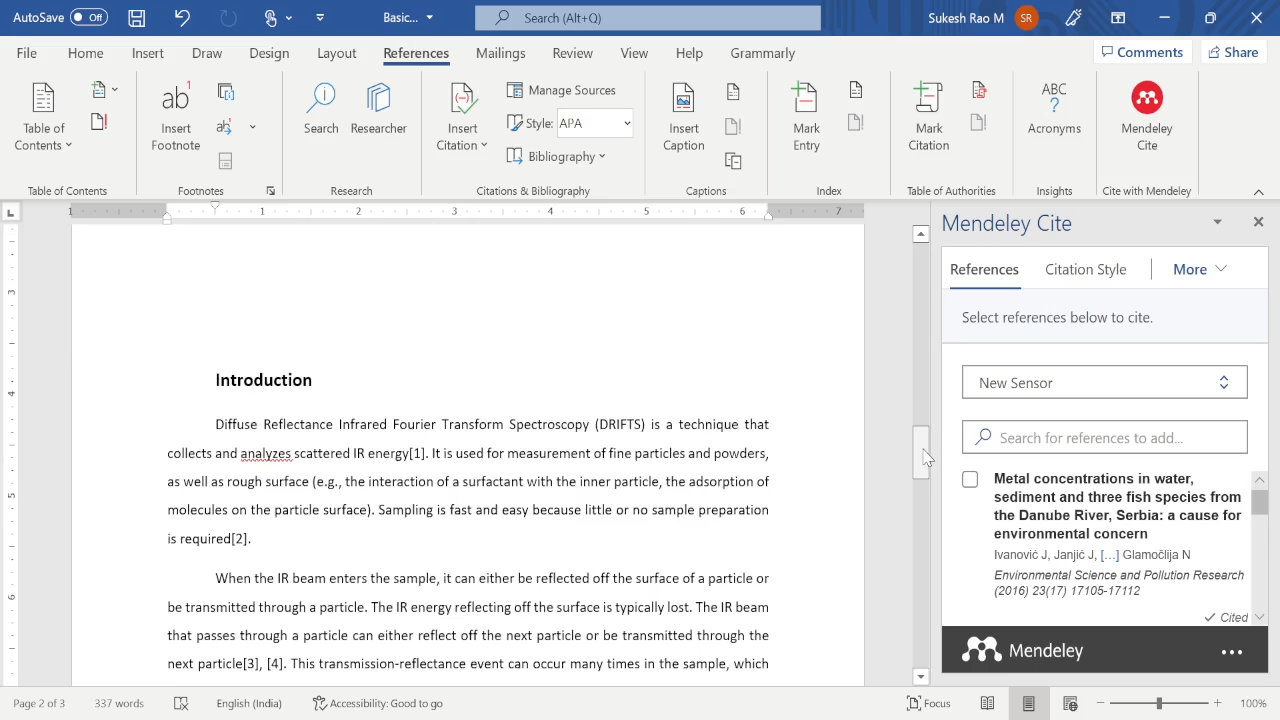 AutoSave Off Basic... Search (Alt+Q) Sukesh Rao M SR
File Home Insert Draw Design Layout References Mailings Review View Help Grammarly Comments Share
Table of Contents
Insert Footnote
ab
Search
Researcher
Insert Citation
Manage Sources
Style: APA
Bibliography
Insert Caption
Mark Entry
Mark Citation
ABC
?
Acronyms
Mendeley Cite
Table of Contents Footnotes Research Citations & Bibliography Captions Index Table of Authorities Insights Cite with Mendeley
1 1 2 3 4 5 6 7
3
4
5
6
Introduction
Diffuse Reflectance Infrared Fourier Transform Spectroscopy (DRIFTS) is a technique that
collects and analyzes scattered IR energy[1]. It is used for measurement of fine particles and powders,
as well as rough surface (e.g., the interaction of a surfactant with the inner particle, the adsorption of
molecules on the particle surface). Sampling is fast and easy because little or no sample preparation
is required[2].
When the IR beam enters the sample, it can either be reflected off the surface of a particle or
be transmitted through a particle. The IR energy reflecting off the surface is typically lost. The IR beam
that passes through a particle can either reflect off the next particle or be transmitted through the
next particle[3], [4]. This transmission-reflectance event can occur many times in the sample, which
Mendeley Cite
References Citation Style More
Select references below to cite.
New Sensor
Search for references to add...
Metal concentrations in water,
sediment and three fish species from
the Danube River, Serbia: a cause for
environmental concern
Ivanović J, Janjić J, [...] Glamočlija N
Environmental Science and Pollution Research
(2016) 23(17) 17105-17112
Cited
Mendeley
Page 2 of 3 337 words English (India) Accessibility: Good to go Focus 100%